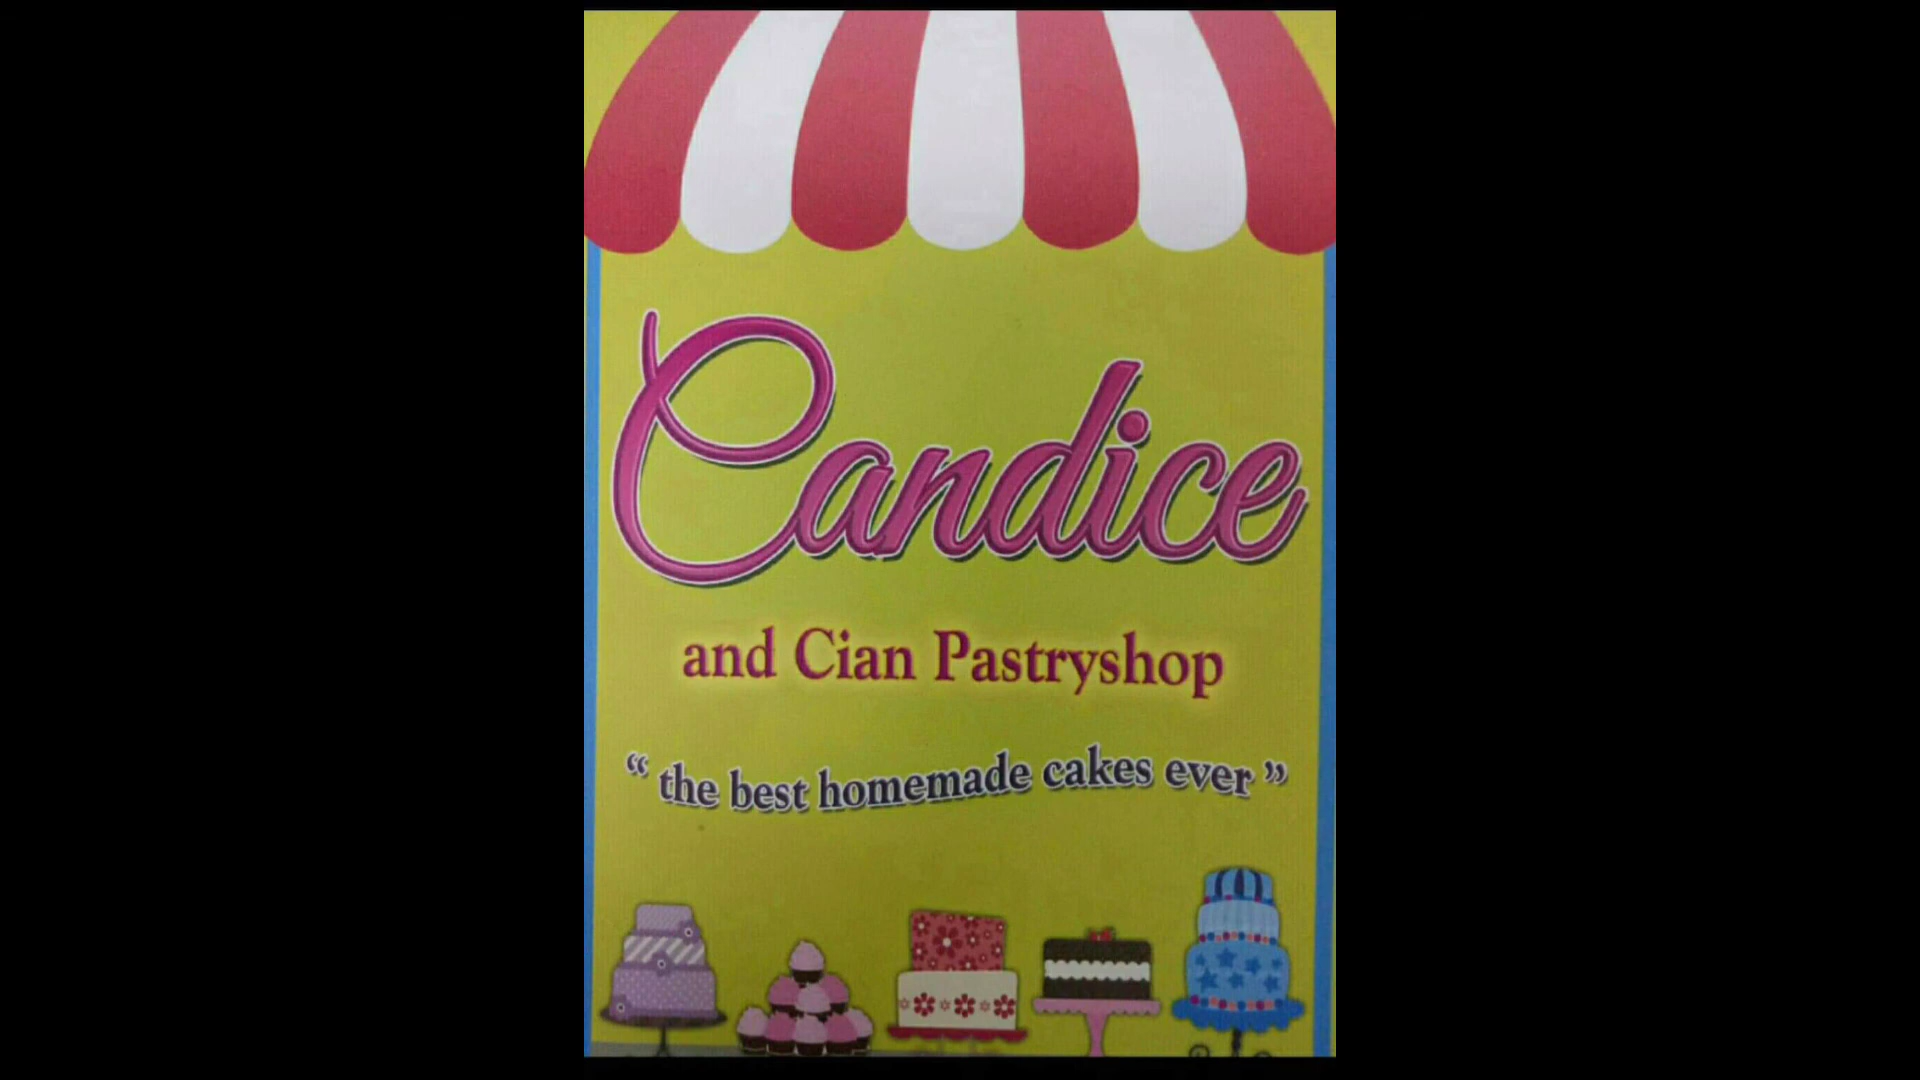 Candice
and Cian Pastryshop
“ the best homemade cakes ever ”